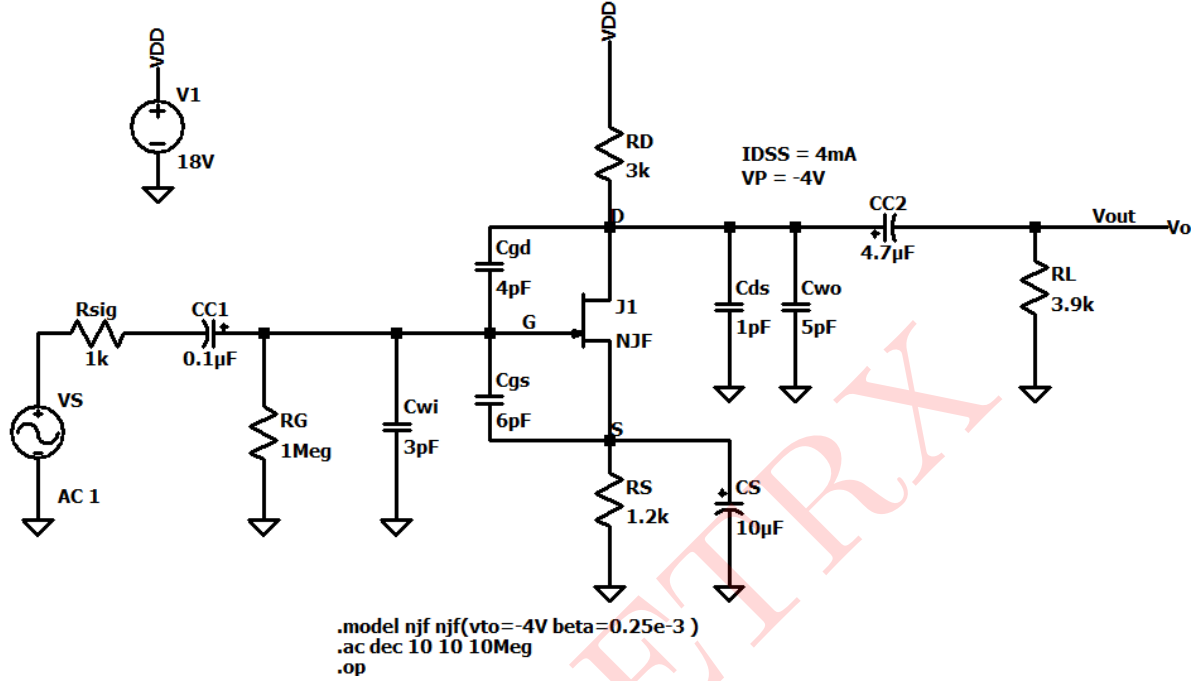 VDD
V1
18V
VDD
RD
3k
IDSS = 4mA
VP = -4V
D
CC2
4.7µF
Vout
Vo
Cgd
4pF
Cds
1pF
Cwo
5pF
RL
3.9k
Rsig
1k
CC1
0.1µF
G
J1
NJF
VS
AC 1
RG
1Meg
Cwi
3pF
Cgs
6pF
S
RS
1.2k
CS
10µF
.model njf njf(vto=-4V beta=0.25e-3 )
.ac dec 10 10 10Meg
.op
ETRX